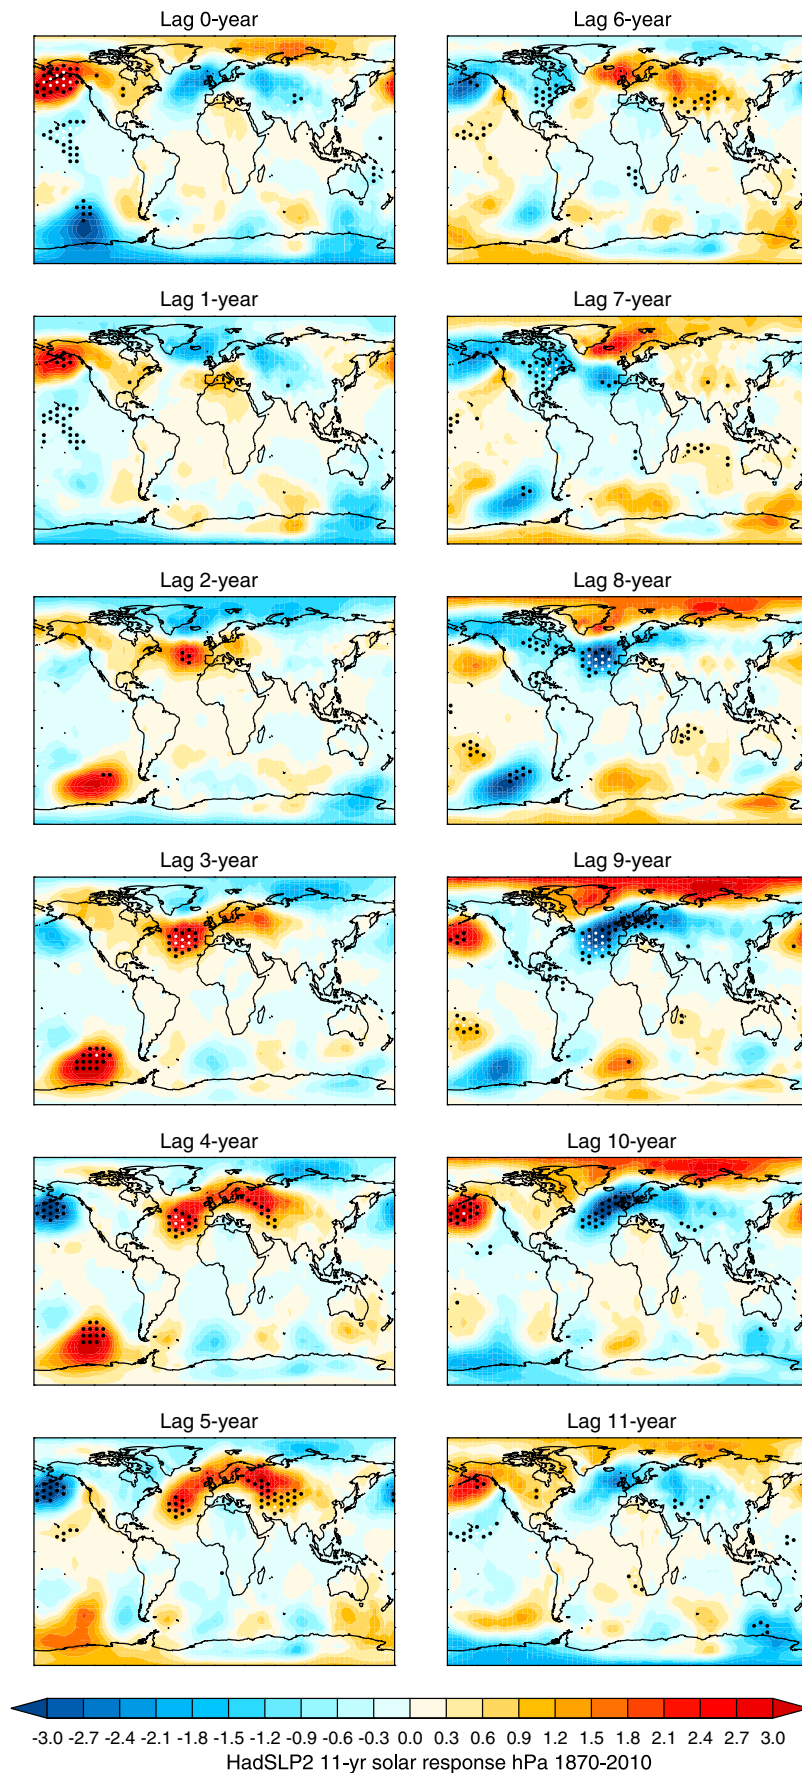 Lag 0-year
Lag 6-year
Lag 1-year
Lag 7-year
Lag 2-year
Lag 8-year
Lag 3-year
Lag 9-year
Lag 4-year
Lag 10-year
Lag 5-year
Lag 11-year
-3.0 -2.7 -2.4 -2.1 -1.8 -1.5 -1.2 -0.9 -0.6 -0.3 0.0 0.3 0.6 0.9 1.2 1.5 1.8 2.1 2.4 2.7 3.0
HadSLP2 11-yr solar response hPa 1870-2010